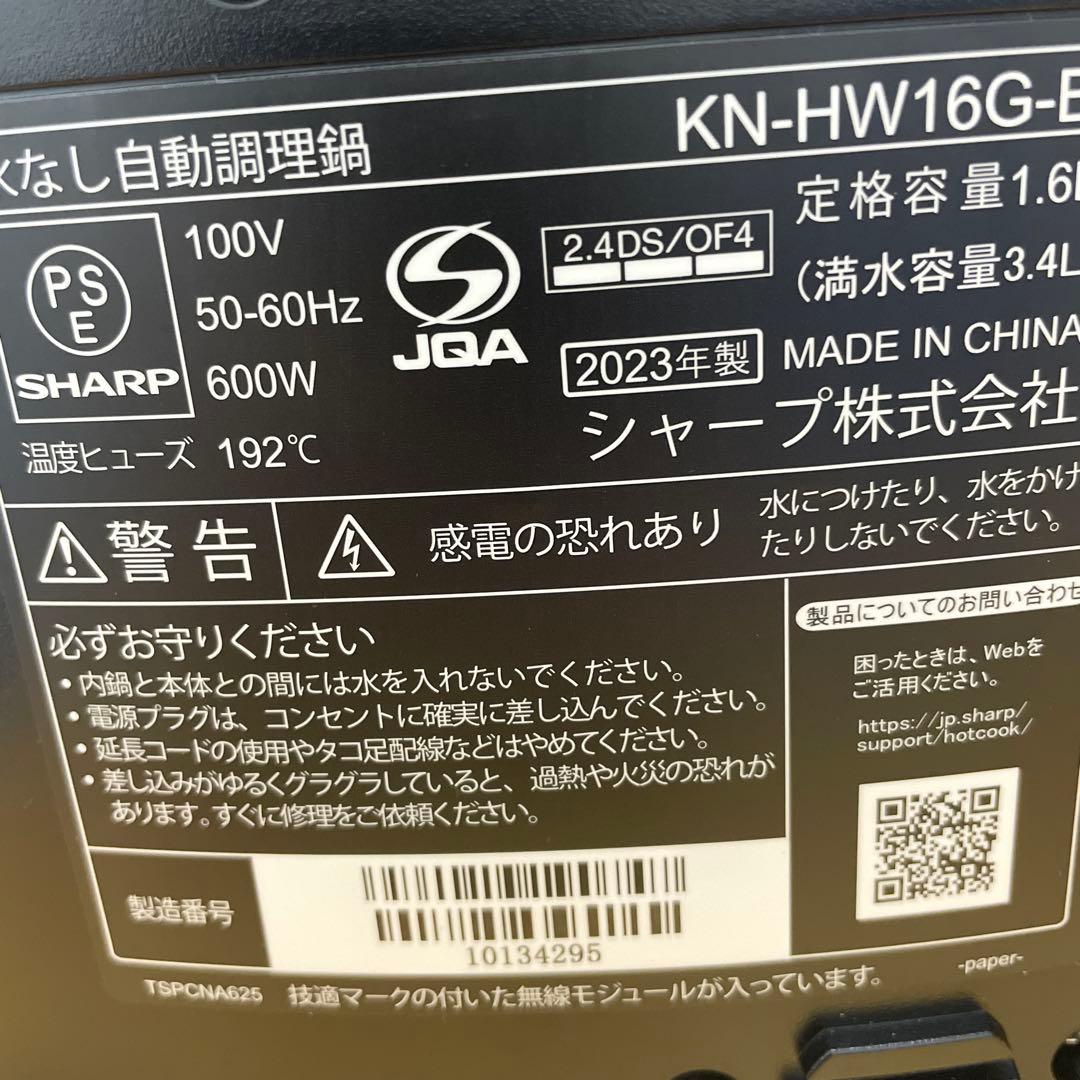 水なし自動調理鍋
KN-HW16G-B
PS
E
SHARP
100V
50-60Hz
600W
温度ヒューズ 192℃
JQA
2.4DS/OF4
2023年製
定格容量1.6L
(満水容量3.4L
MADE IN CHINA
シャープ株式会社
警告
感電の恐れあり
水につけたり、水をかけ
たりしないでください。
必ずお守りください
・内鍋と本体との間には水を入れないでください。
・電源プラグは、コンセントに確実に差し込んでください。
・延長コードの使用やタコ足配線などはやめてください。
・差し込みがゆるくグラグラしていると、過熱や火災の恐れが
あります。すぐに修理をご依頼ください。
製品についてのお問い合わせ
困ったときは、Webを
ご活用ください。
https://jp.sharp/
support/hotcook/
製造番号
10134295
TSPCNA625 技適マークの付いた無線モジュールが入っています。
-paper-